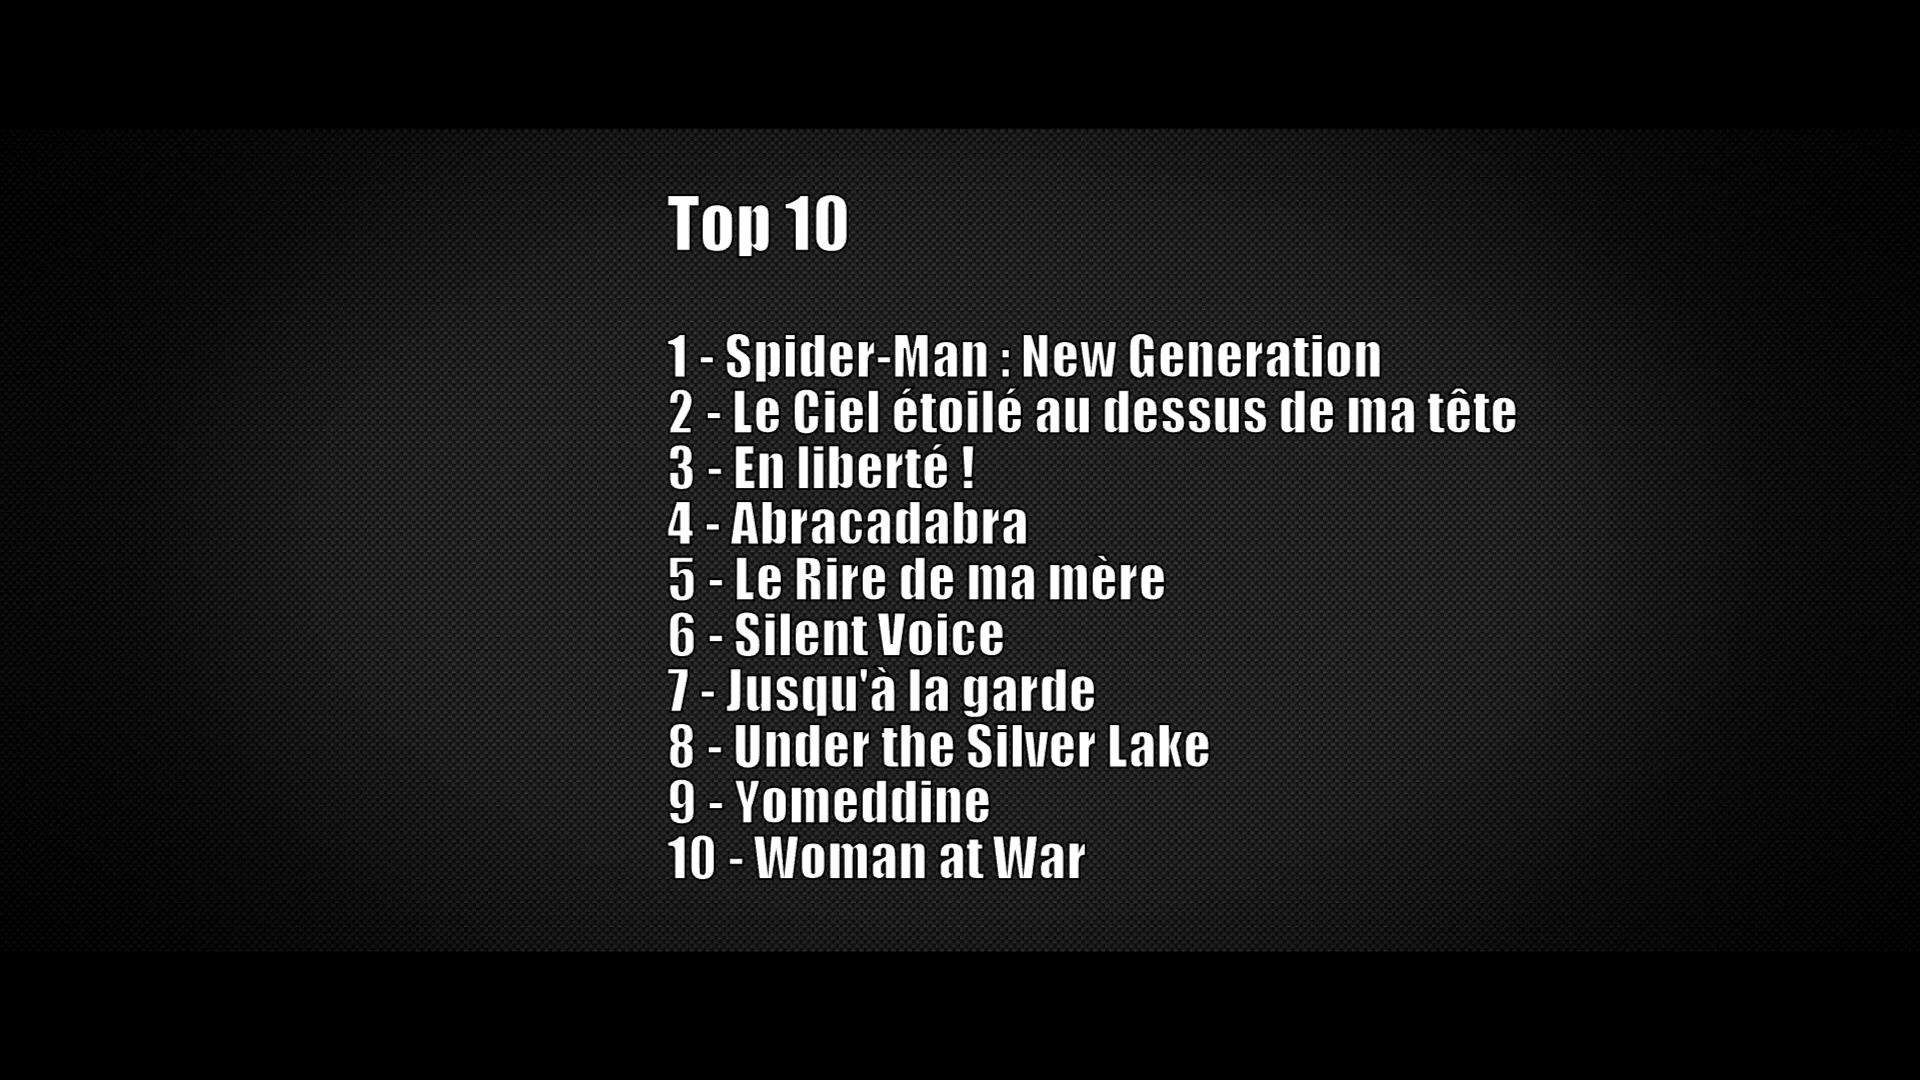 Top 10
1 - Spider-Man : New Generation
2 - Le Ciel étoilé au dessus de ma tête
3 - En liberté !
4 - Abracadabra
5 - Le Rire de ma mère
6 - Silent Voice
7 - Jusqu'à la garde
8 - Under the Silver Lake
9 - Yomeddine
10 - Woman at War